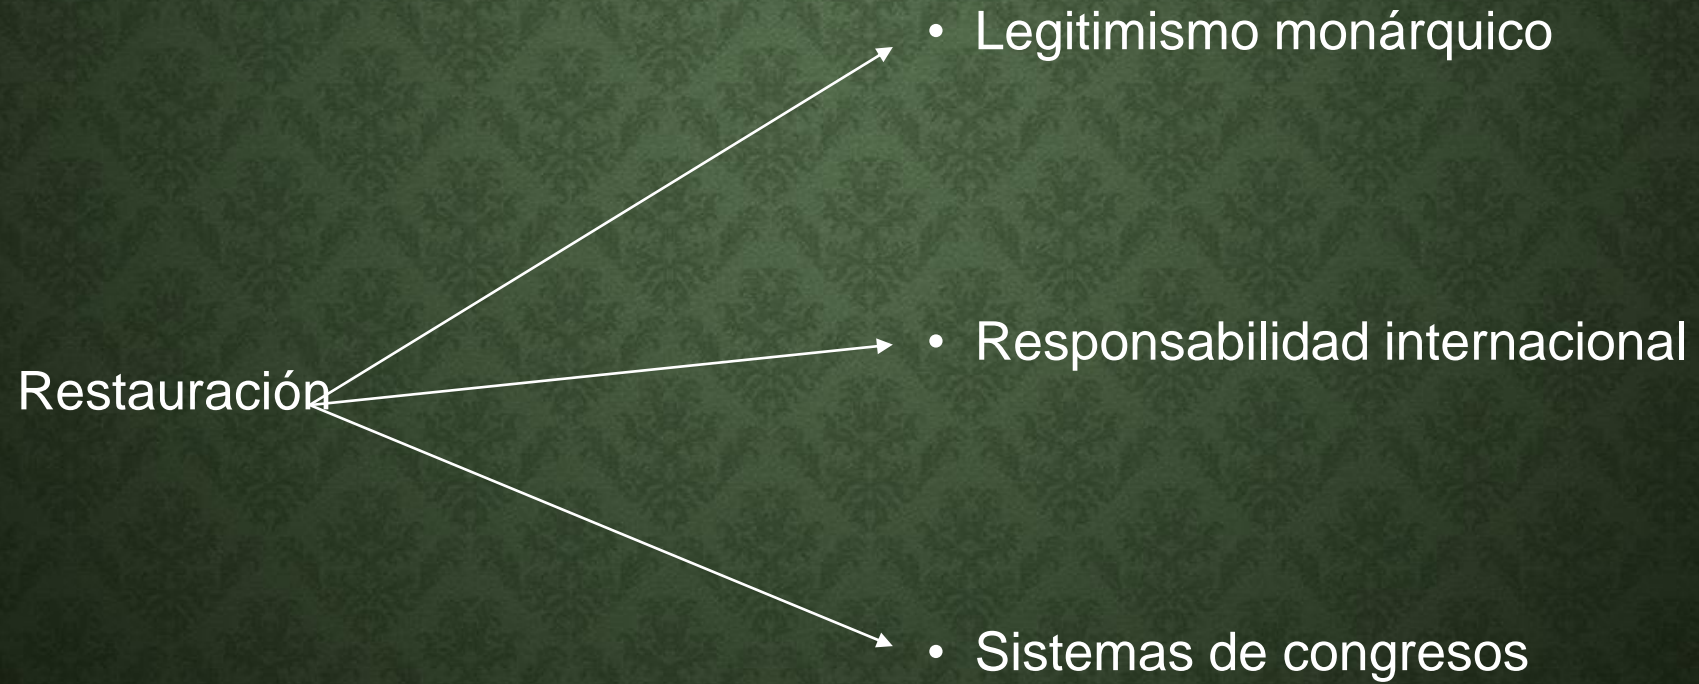 • Legitimismo monárquico
• Responsabilidad internacional
Restauración
• Sistemas de congresos